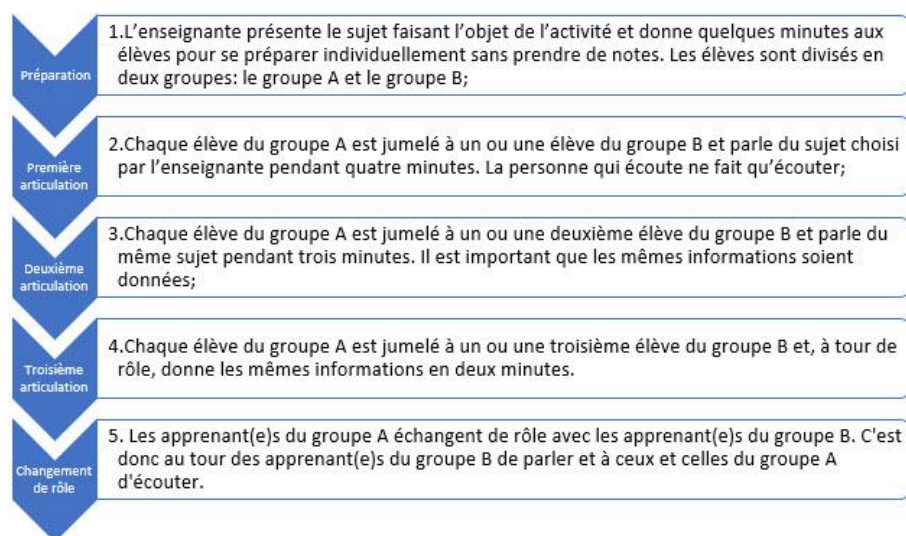 Préparation
1.L’enseignante présente le sujet faisant l’objet de l’activité et donne quelques minutes aux
élèves pour se préparer individuellement sans prendre de notes. Les élèves sont divisés en
deux groupes: le groupe A et le groupe B;
Première
articulation
2.Chaque élève du groupe A est jumelé à un ou une élève du groupe B et parle du sujet choisi
par l’enseignante pendant quatre minutes. La personne qui écoute ne fait qu’écouter;
Deuxième
articulation
3.Chaque élève du groupe A est jumelé à un ou une deuxième élève du groupe B et parle du
même sujet pendant trois minutes. Il est important que les mêmes informations soient
données;
Troisième
articulation
4.Chaque élève du groupe A est jumelé à un ou une troisième élève du groupe B et, à tour de
rôle, donne les mêmes informations en deux minutes.
Changement
de rôle
5. Les apprenant(e)s du groupe A échangent de rôle avec les apprenant(e)s du groupe B. C'est
donc au tour des apprenant(e)s du groupe B de parler et à ceux et celles du groupe A
d'écouter.